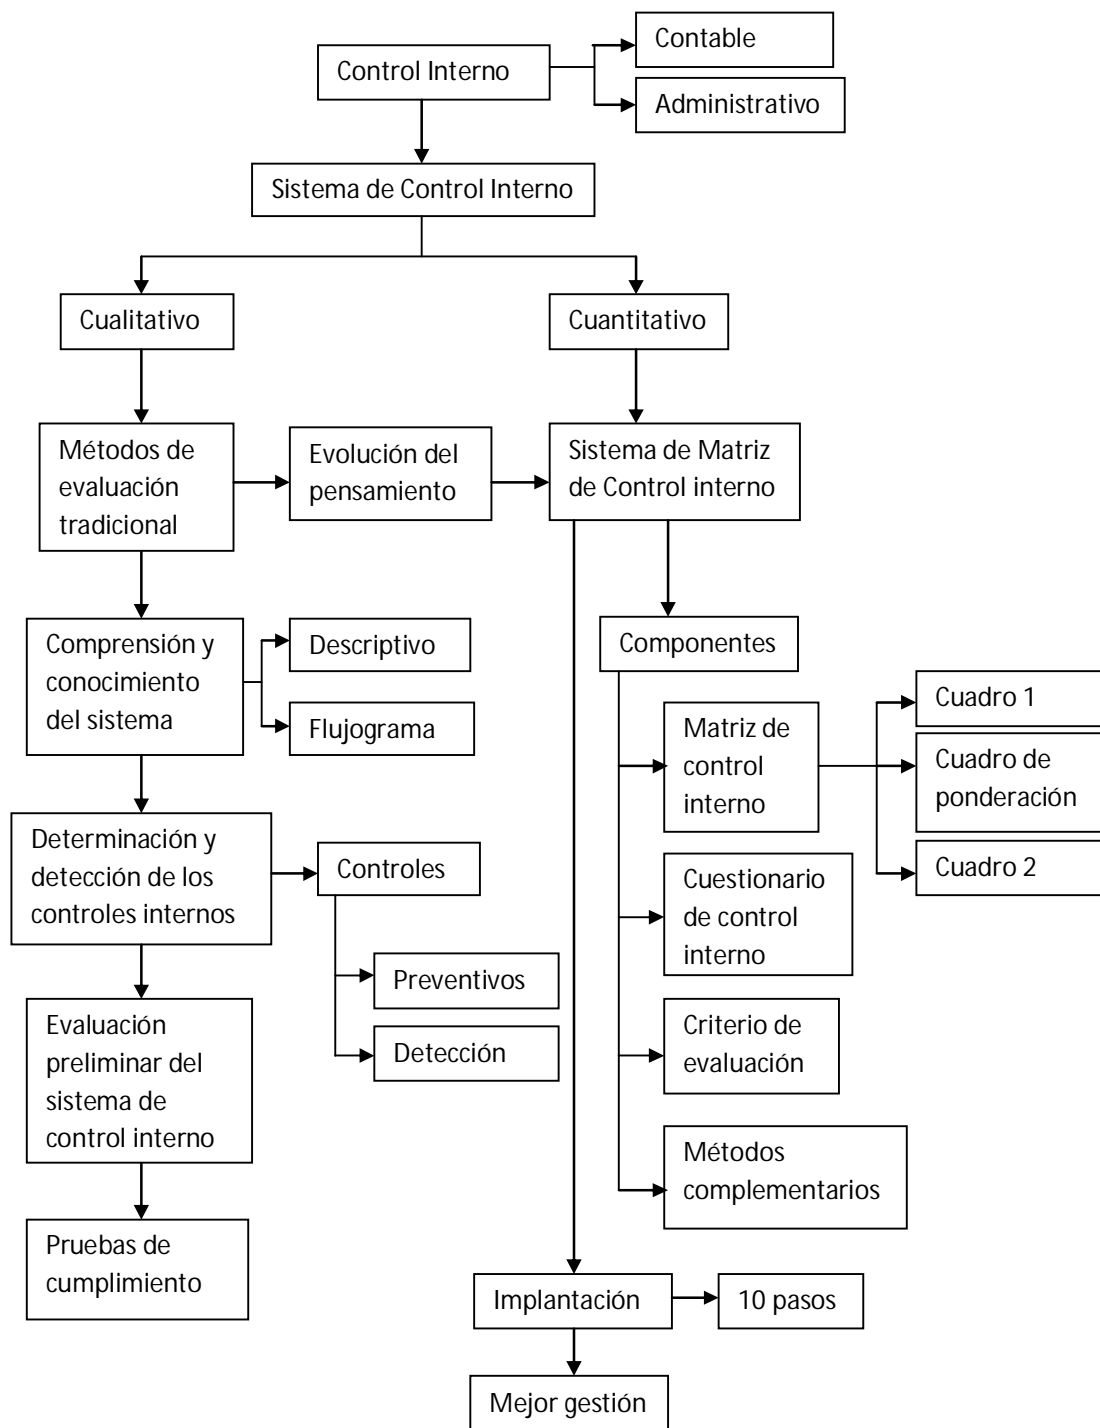 Control Interno
Contable
Administrativo
Sistema de Control Interno
Cualitativo
Cuantitativo
Métodos de
evaluación
tradicional
Evolución del
pensamiento
Sistema de Matriz
de Control interno
Comprensión y
conocimiento
del sistema
Descriptivo
Flujograma
Componentes
Matriz de
control
interno
Cuadro 1
Cuadro de
ponderación
Cuadro 2
Determinación y
detección de los
controles internos
Controles
Preventivos
Detección
Cuestionario
de control
interno
Evaluación
preliminar del
sistema de
control interno
Criterio de
evaluación
Métodos
complementarios
Pruebas de
cumplimiento
Implantación
10 pasos
Mejor gestión